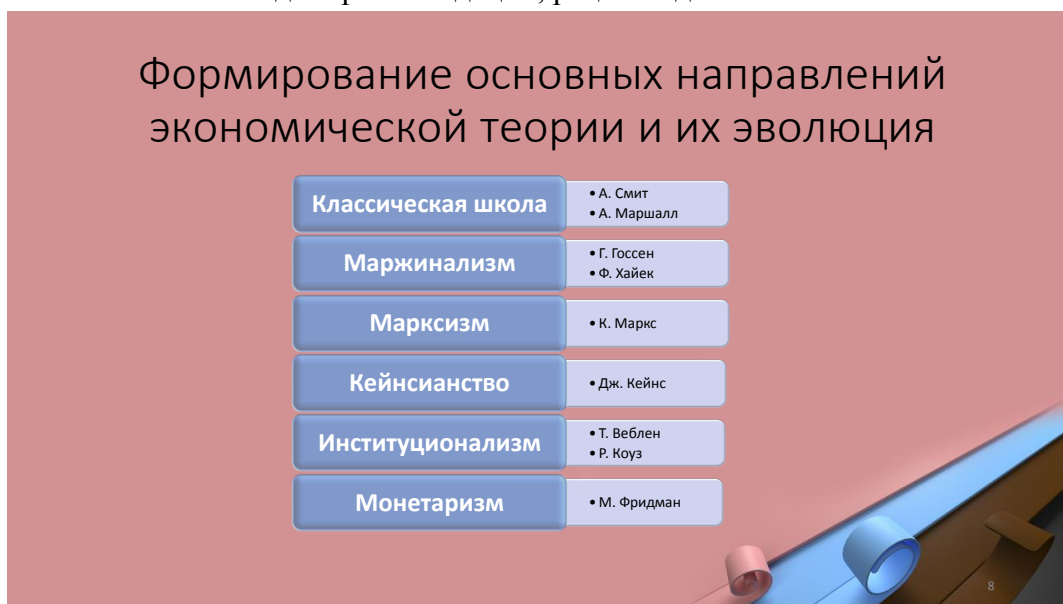 Формирование основных направлений
экономической теории и их эволюция
Классическая школа
• А. Смит
• А. Маршалл
Маржинализм
• Г. Госсен
• Ф. Хайек
Марксизм
• К. Маркс
Кейнсианство
• Дж. Кейнс
Институционализм
• Т. Веблен
• Р. Коуз
Монетаризм
• М. Фридман
8